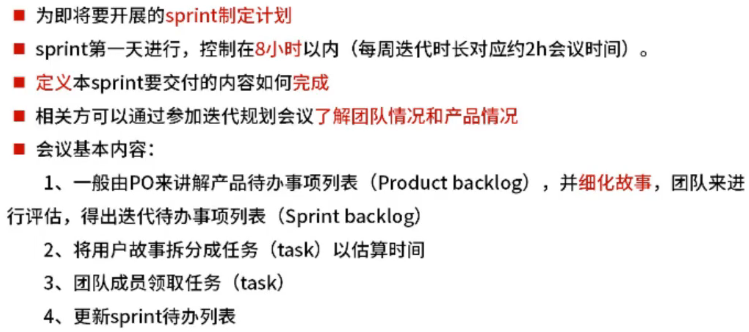 ■ 为即将要开展的sprint制定计划
■ sprint第一天进行，控制在8小时以内（每周迭代时长对应约2h会议时间）。
■ 定义本sprint要交付的内容如何完成
■ 相关方可以通过参加迭代规划会议了解团队情况和产品情况
■ 会议基本内容：
1、一般由PO来讲解产品待办事项列表（Product backlog），并细化故事，团队来进
行评估，得出迭代待办事项列表（Sprint backlog）
2、将用户故事拆分成任务（task）以估算时间
3、团队成员领取任务（task）
4、更新sprint待办列表